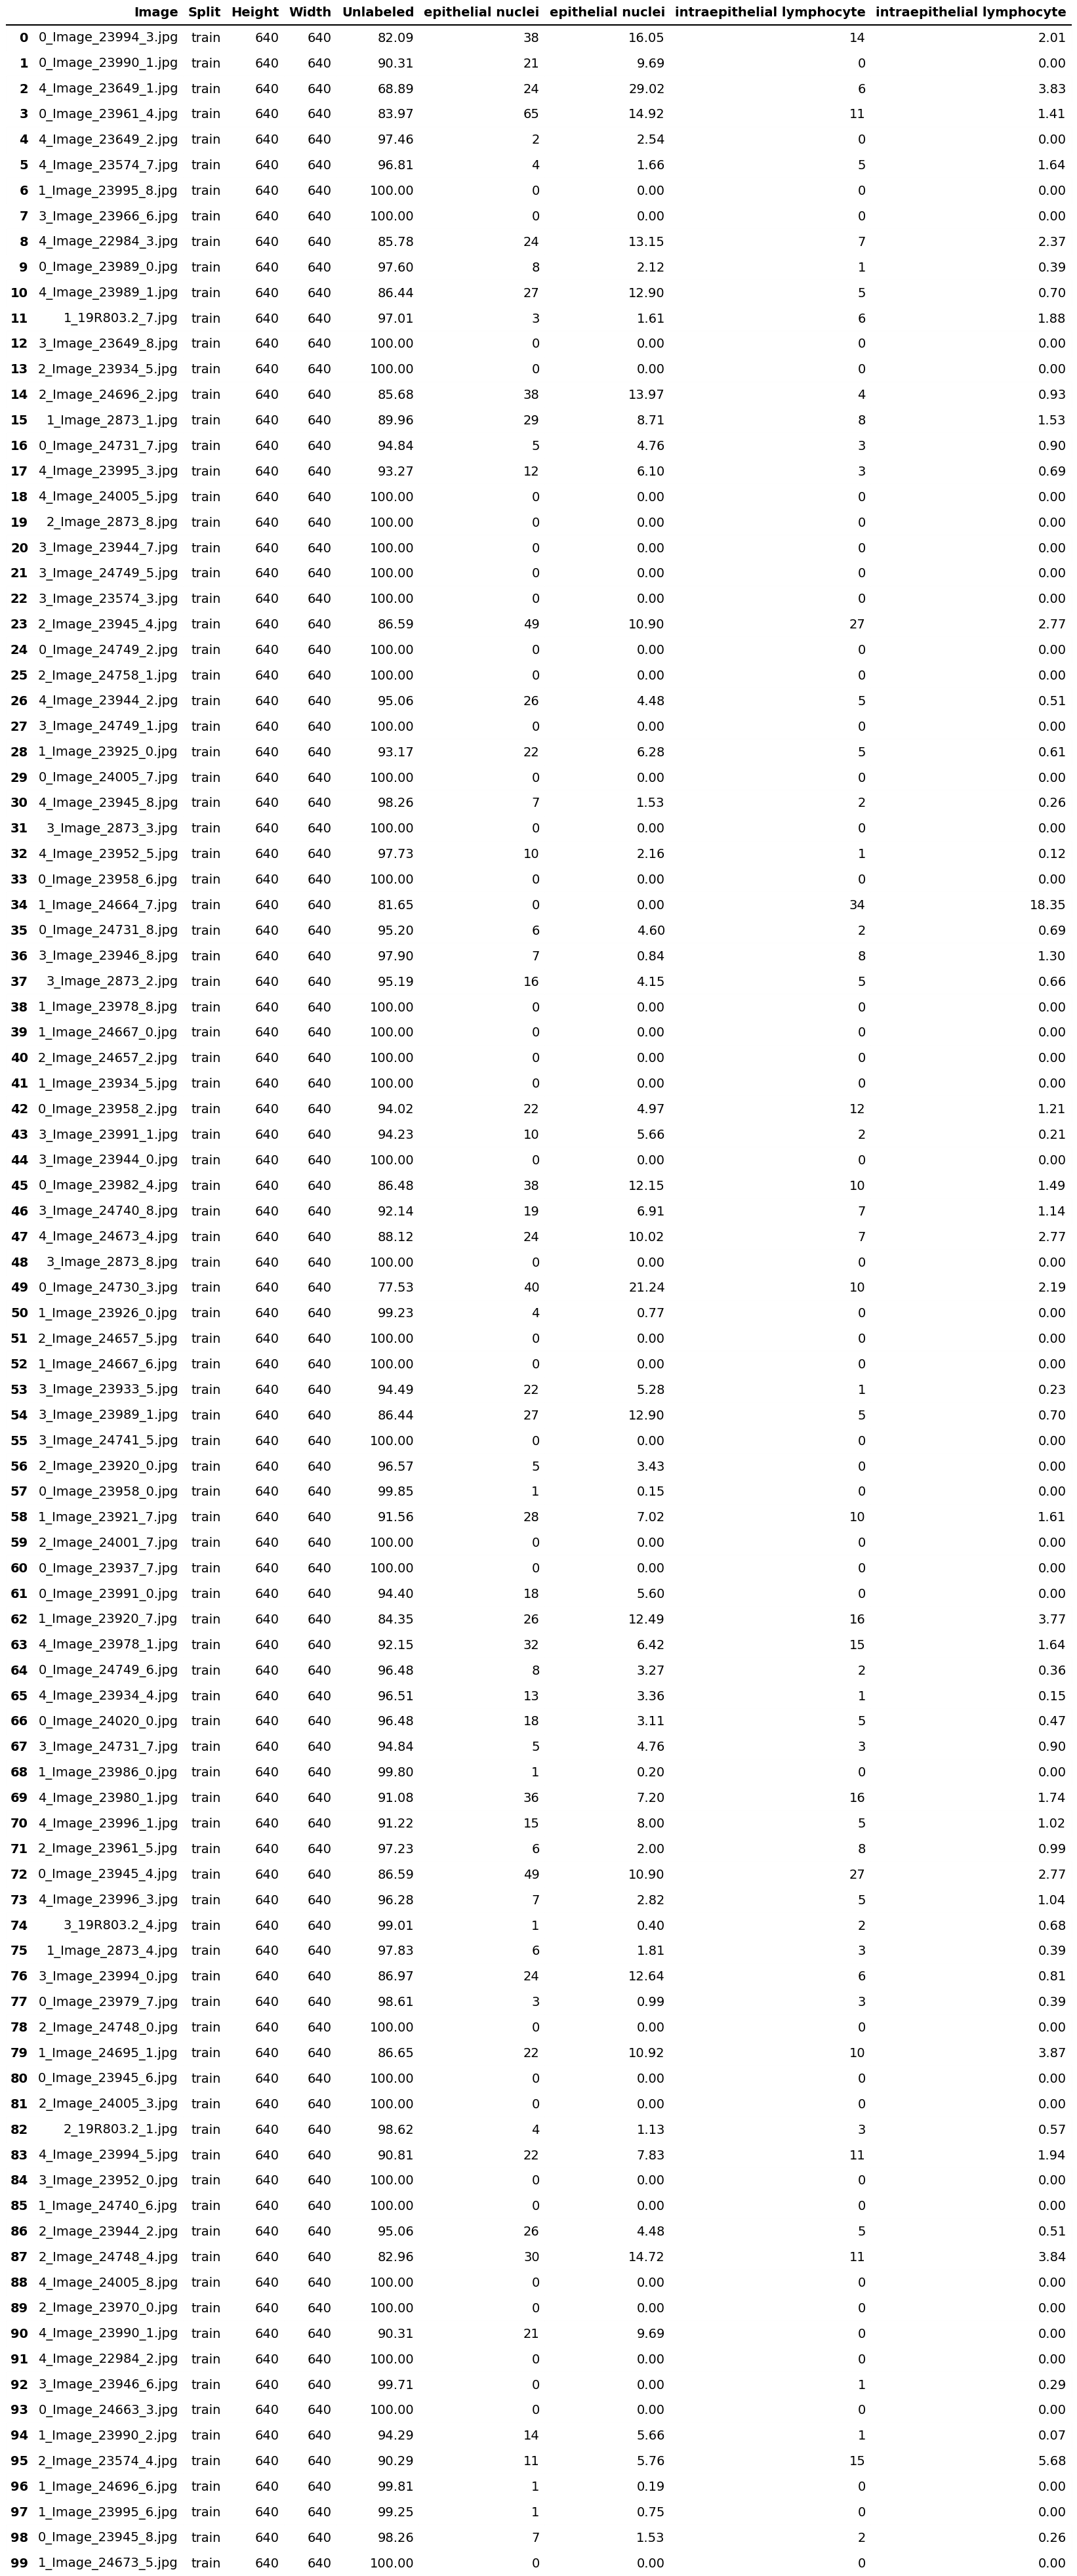 Image Split Height Width Unlabeled epithelial nuclei epithelial nuclei intraepithelial lymphocyte intraepithelial lymphocyte
0 0_Image_23994_3.jpg train 640 640 82.09 38 16.05 14 2.01
1 0_Image_23990_1.jpg train 640 640 90.31 21 9.69 0 0.00
2 4_Image_23649_1.jpg train 640 640 68.89 24 29.02 6 3.83
3 0_Image_23961_4.jpg train 640 640 83.97 65 14.92 11 1.41
4 4_Image_23649_2.jpg train 640 640 97.46 2 2.54 0 0.00
5 4_Image_23574_7.jpg train 640 640 96.81 4 1.66 5 1.64
6 1_Image_23995_8.jpg train 640 640 100.00 0 0.00 0 0.00
7 3_Image_23966_6.jpg train 640 640 100.00 0 0.00 0 0.00
8 4_Image_22984_3.jpg train 640 640 85.78 24 13.15 7 2.37
9 0_Image_23989_0.jpg train 640 640 97.60 8 2.12 1 0.39
10 4_Image_23989_1.jpg train 640 640 86.44 27 12.90 5 0.70
11 1_19R803.2_7.jpg train 640 640 97.01 3 1.61 6 1.88
12 3_Image_23649_8.jpg train 640 640 100.00 0 0.00 0 0.00
13 2_Image_23934_5.jpg train 640 640 100.00 0 0.00 0 0.00
14 2_Image_24696_2.jpg train 640 640 85.68 38 13.97 4 0.93
15 1_Image_2873_1.jpg train 640 640 89.96 29 8.71 8 1.53
16 0_Image_24731_7.jpg train 640 640 94.84 5 4.76 3 0.90
17 4_Image_23995_3.jpg train 640 640 93.27 12 6.10 3 0.69
18 4_Image_24005_5.jpg train 640 640 100.00 0 0.00 0 0.00
19 2_Image_2873_8.jpg train 640 640 100.00 0 0.00 0 0.00
20 3_Image_23944_7.jpg train 640 640 100.00 0 0.00 0 0.00
21 3_Image_24749_5.jpg train 640 640 100.00 0 0.00 0 0.00
22 3_Image_23574_3.jpg train 640 640 100.00 0 0.00 0 0.00
23 2_Image_23945_4.jpg train 640 640 86.59 49 10.90 27 2.77
24 0_Image_24749_2.jpg train 640 640 100.00 0 0.00 0 0.00
25 2_Image_24758_1.jpg train 640 640 100.00 0 0.00 0 0.00
26 4_Image_23944_2.jpg train 640 640 95.06 26 4.48 5 0.51
27 3_Image_24749_1.jpg train 640 640 100.00 0 0.00 0 0.00
28 1_Image_23925_0.jpg train 640 640 93.17 22 6.28 5 0.61
29 0_Image_24005_7.jpg train 640 640 100.00 0 0.00 0 0.00
30 4_Image_23945_8.jpg train 640 640 98.26 7 1.53 2 0.26
31 3_Image_2873_3.jpg train 640 640 100.00 0 0.00 0 0.00
32 4_Image_23952_5.jpg train 640 640 97.73 10 2.16 1 0.12
33 0_Image_23958_6.jpg train 640 640 100.00 0 0.00 0 0.00
34 1_Image_24664_7.jpg train 640 640 81.65 0 0.00 34 18.35
35 0_Image_24731_8.jpg train 640 640 95.20 6 4.60 2 0.69
36 3_Image_23946_8.jpg train 640 640 97.90 7 0.84 8 1.30
37 3_Image_2873_2.jpg train 640 640 95.19 16 4.15 5 0.66
38 1_Image_23978_8.jpg train 640 640 100.00 0 0.00 0 0.00
39 1_Image_24667_0.jpg train 640 640 100.00 0 0.00 0 0.00
40 2_Image_24657_2.jpg train 640 640 100.00 0 0.00 0 0.00
41 1_Image_23934_5.jpg train 640 640 100.00 0 0.00 0 0.00
42 0_Image_23958_2.jpg train 640 640 94.02 22 4.97 12 1.21
43 3_Image_23991_1.jpg train 640 640 94.23 10 5.66 2 0.21
44 3_Image_23944_0.jpg train 640 640 100.00 0 0.00 0 0.00
45 0_Image_23982_4.jpg train 640 640 86.48 38 12.15 10 1.49
46 3_Image_24740_8.jpg train 640 640 92.14 19 6.91 7 1.14
47 4_Image_24673_4.jpg train 640 640 88.12 24 10.02 7 2.77
48 3_Image_2873_8.jpg train 640 640 100.00 0 0.00 0 0.00
49 0_Image_24730_3.jpg train 640 640 77.53 40 21.24 10 2.19
50 1_Image_23926_0.jpg train 640 640 99.23 4 0.77 0 0.00
51 2_Image_24657_5.jpg train 640 640 100.00 0 0.00 0 0.00
52 1_Image_24667_6.jpg train 640 640 100.00 0 0.00 0 0.00
53 3_Image_23933_5.jpg train 640 640 94.49 22 5.28 1 0.23
54 3_Image_23989_1.jpg train 640 640 86.44 27 12.90 5 0.70
55 3_Image_24741_5.jpg train 640 640 100.00 0 0.00 0 0.00
56 2_Image_23920_0.jpg train 640 640 96.57 5 3.43 0 0.00
57 0_Image_23958_0.jpg train 640 640 99.85 1 0.15 0 0.00
58 1_Image_23921_7.jpg train 640 640 91.56 28 7.02 10 1.61
59 2_Image_24001_7.jpg train 640 640 100.00 0 0.00 0 0.00
60 0_Image_23937_7.jpg train 640 640 100.00 0 0.00 0 0.00
61 0_Image_23991_0.jpg train 640 640 94.40 18 5.60 0 0.00
62 1_Image_23920_7.jpg train 640 640 84.35 26 12.49 16 3.77
63 4_Image_23978_1.jpg train 640 640 92.15 32 6.42 15 1.64
64 0_Image_24749_6.jpg train 640 640 96.48 8 3.27 2 0.36
65 4_Image_23934_4.jpg train 640 640 96.51 13 3.36 1 0.15
66 0_Image_24020_0.jpg train 640 640 96.48 18 3.11 5 0.47
67 3_Image_24731_7.jpg train 640 640 94.84 5 4.76 3 0.90
68 1_Image_23986_0.jpg train 640 640 99.80 1 0.20 0 0.00
69 4_Image_23980_1.jpg train 640 640 91.08 36 7.20 16 1.74
70 4_Image_23996_1.jpg train 640 640 91.22 15 8.00 5 1.02
71 2_Image_23961_5.jpg train 640 640 97.23 6 2.00 8 0.99
72 0_Image_23945_4.jpg train 640 640 86.59 49 10.90 27 2.77
73 4_Image_23996_3.jpg train 640 640 96.28 7 2.82 5 1.04
74 3_19R803.2_4.jpg train 640 640 99.01 1 0.40 2 0.68
75 1_Image_2873_4.jpg train 640 640 97.83 6 1.81 3 0.39
76 3_Image_23994_0.jpg train 640 640 86.97 24 12.64 6 0.81
77 0_Image_23979_7.jpg train 640 640 98.61 3 0.99 3 0.39
78 2_Image_24748_0.jpg train 640 640 100.00 0 0.00 0 0.00
79 1_Image_24695_1.jpg train 640 640 86.65 22 10.92 10 3.87
80 0_Image_23945_6.jpg train 640 640 100.00 0 0.00 0 0.00
81 2_Image_24005_3.jpg train 640 640 100.00 0 0.00 0 0.00
82 2_19R803.2_1.jpg train 640 640 98.62 4 1.13 3 0.57
83 4_Image_23994_5.jpg train 640 640 90.81 22 7.83 11 1.94
84 3_Image_23952_0.jpg train 640 640 100.00 0 0.00 0 0.00
85 1_Image_24740_6.jpg train 640 640 100.00 0 0.00 0 0.00
86 2_Image_23944_2.jpg train 640 640 95.06 26 4.48 5 0.51
87 2_Image_24748_4.jpg train 640 640 82.96 30 14.72 11 3.84
88 4_Image_24005_8.jpg train 640 640 100.00 0 0.00 0 0.00
89 2_Image_23970_0.jpg train 640 640 100.00 0 0.00 0 0.00
90 4_Image_23990_1.jpg train 640 640 90.31 21 9.69 0 0.00
91 4_Image_22984_2.jpg train 640 640 100.00 0 0.00 0 0.00
92 3_Image_23946_6.jpg train 640 640 99.71 0 0.00 1 0.29
93 0_Image_24663_3.jpg train 640 640 100.00 0 0.00 0 0.00
94 1_Image_23990_2.jpg train 640 640 94.29 14 5.66 1 0.07
95 2_Image_23574_4.jpg train 640 640 90.29 11 5.76 15 5.68
96 1_Image_24696_6.jpg train 640 640 99.81 1 0.19 0 0.00
97 1_Image_23995_6.jpg train 640 640 99.25 1 0.75 0 0.00
98 0_Image_23945_8.jpg train 640 640 98.26 7 1.53 2 0.26
99 1_Image_24673_5.jpg train 640 640 100.00 0 0.00 0 0.00